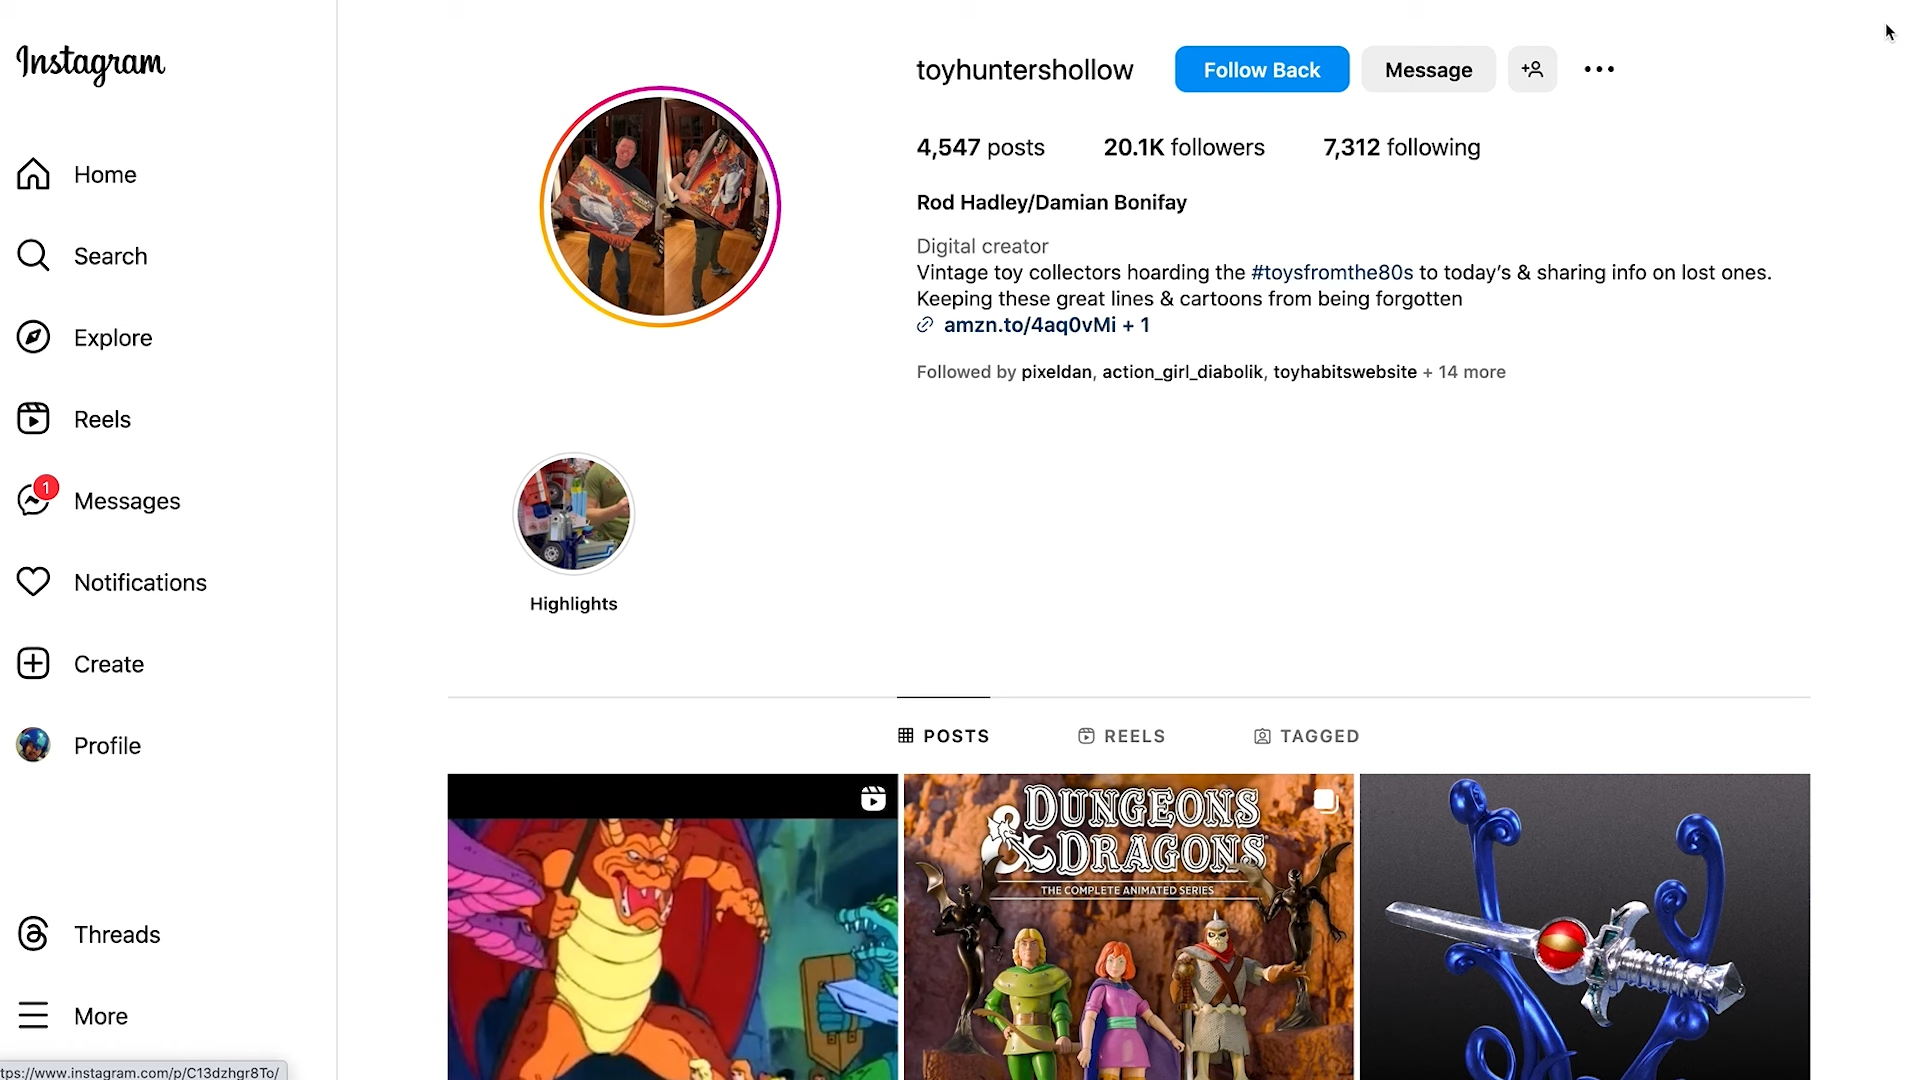 Instagram
Home
Search
Explore
Reels
1
Messages
Notifications
Create
Profile
Threads
More
toyhuntershollow
Follow Back
Message
4,547 posts
20.1K followers
7,312 following
Rod Hadley/Damian Bonifay
Digital creator
Vintage toy collectors hoarding the #toysfromthe80s to today's & sharing info on lost ones.
Keeping these great lines & cartoons from being forgotten
amzn.to/4aq0vMi + 1
Followed by pixeldan, action_girl_diabolik, toyhabitswebsite + 14 more
Highlights
POSTS
REELS
TAGGED
DUNGEONS
& DRAGONS
THE COMPLETE ANIMATED SERIES
tps://www.instagram.com/p/C13dzhgr8To/